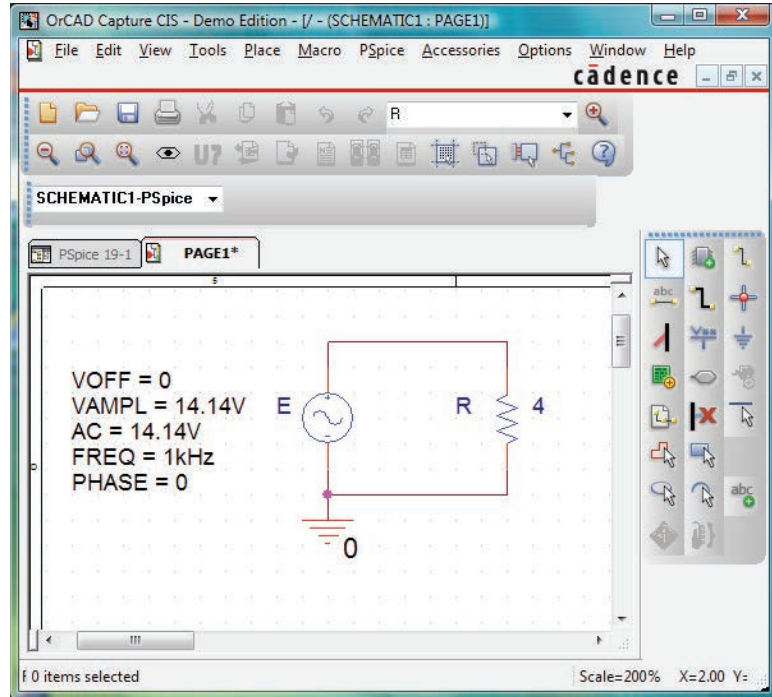 OrCAD Capture CIS - Demo Edition - [/ - (SCHEMATIC1 : PAGE1)]
File Edit View Tools Place Macro PSpice Accessories Options Window Help
cādence
R
U?
SCHEMATIC1-PSpice
PSpice 19-1 PAGE1*
5
abc
VOFF = 0
VAMPL = 14.14V
AC = 14.14V
FREQ = 1kHz
PHASE = 0
E
R 4
0
abc
0 items selected Scale=200% X=2.00 Y=